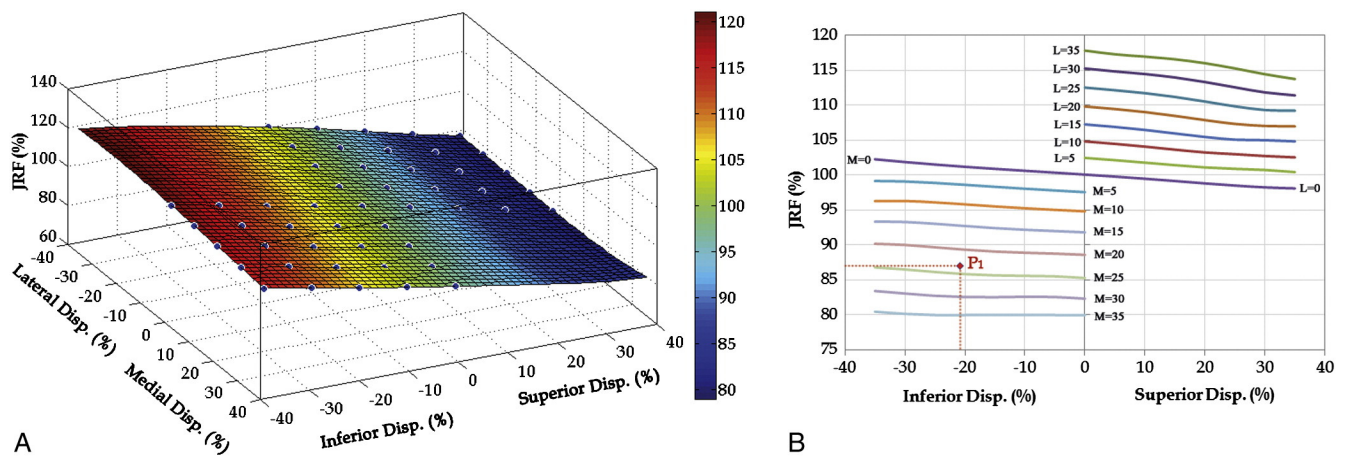 140
120
100
80
60
JRF (%)
-40
-30
-20
-10
0
10
20
30
40
Lateral Disp. (%)
Medial Disp. (%)
-40
-30
-20
-10
0
10
20
30
40
Inferior Disp. (%)
Superior Disp. (%)
120
115
110
105
100
95
90
85
80
A
120
115
110
105
100
95
90
85
80
75
JRF (%)
L=35
L=30
L=25
L=20
L=15
L=10
L=5
M=0
L=0
M=5
M=10
M=15
M=20
P1
M=25
M=30
M=35
-40
-30
-20
-10
0
10
20
30
40
Inferior Disp. (%)
Superior Disp. (%)
B